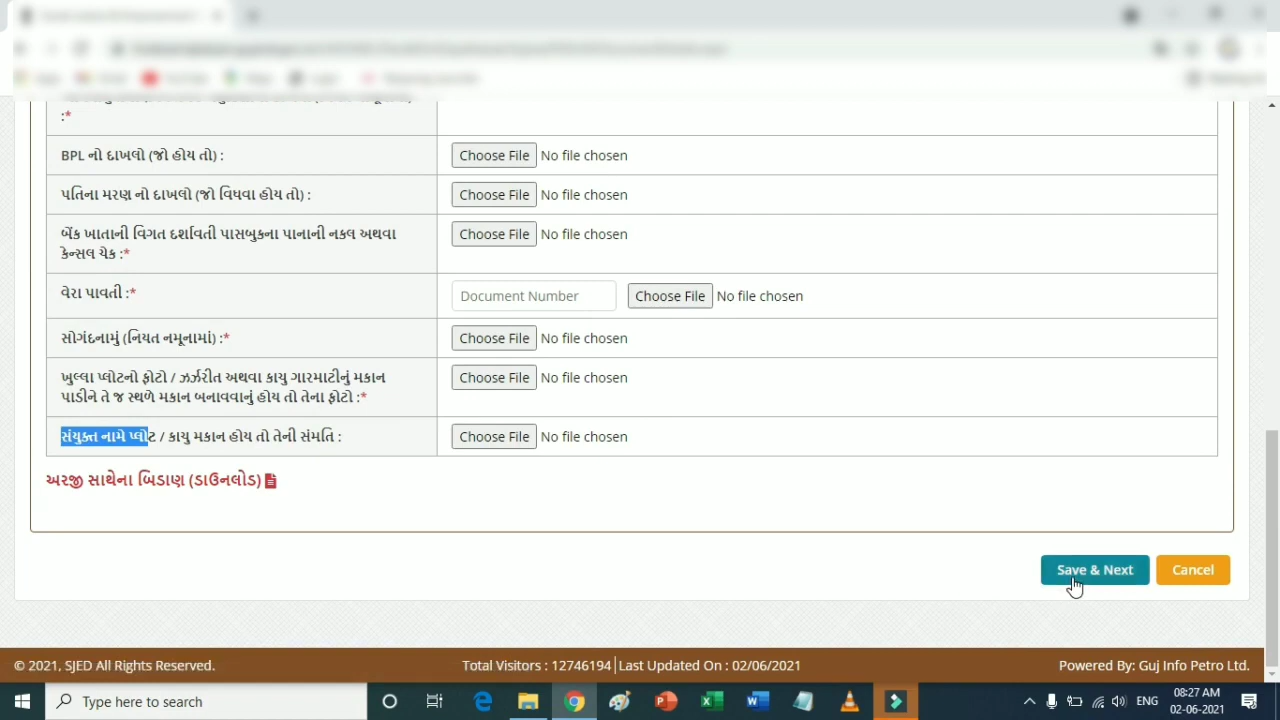 :*
BPL નો દાખલો (જો હોય તો) :
Choose File No file chosen
પતિના મરણ નો દાખલો (જો વિધવા હોય તો) :
Choose File No file chosen
બેંક ખાતાની વિગત દર્શાવતી પાસબુકના પાનાની નકલ અથવા
કેન્સલ ચેક :*
Choose File No file chosen
વેરા પાવતી :*
Document Number Choose File No file chosen
સોગંદનામું (નિયત નમૂનામાં) :*
Choose File No file chosen
ખુલ્લા પ્લોટનો ફોટો / ઝર્ઝરીત અથવા કાચુ ગારમાટીનું મકાન
પાડીને તે જ સ્થળે મકાન બનાવવાનું હોય તો તેના ફોટો :*
Choose File No file chosen
સંયુક્ત નામે પ્લોટ / કાચુ મકાન હોય તો તેની સંમતિ :
Choose File No file chosen
અરજી સાથેના બિડાણ (ડાઉનલોડ)
Save & Next Cancel
© 2021, SJED All Rights Reserved. Total Visitors : 12746194 | Last Updated On : 02/06/2021 Powered By: Guj Info Petro Ltd.
Type here to search
ENG
08:27 AM
02-06-2021